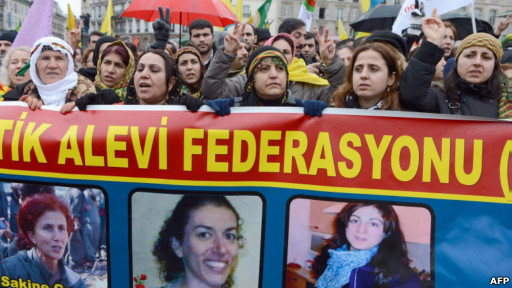 TİK ALEVİ FEDERASYONU (
Sakine
AFP